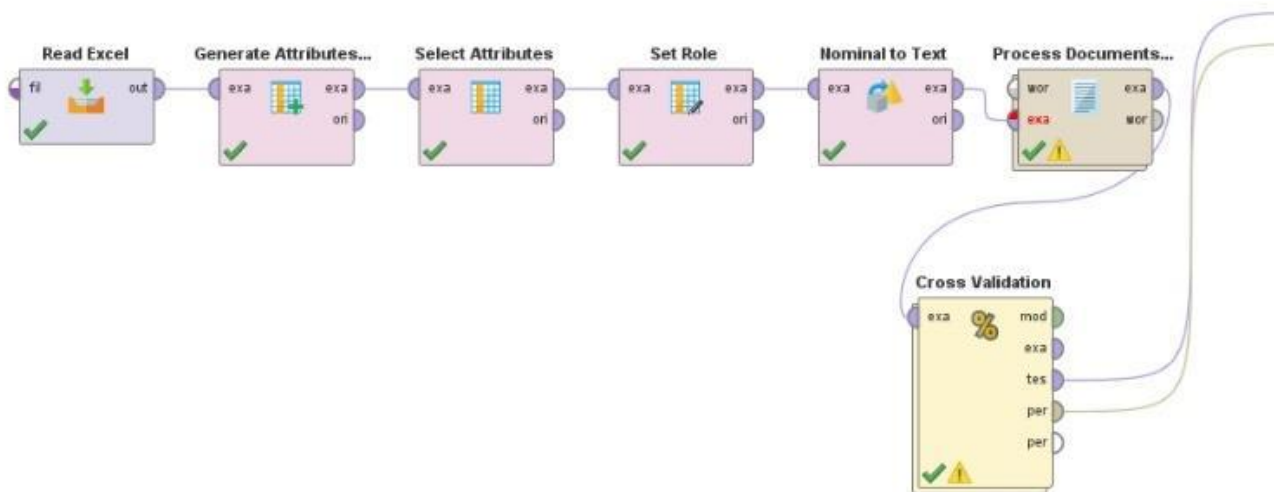 Read Excel Generate Attributes... Select Attributes Set Role Nominal to Text Process Documents...
fil out exa exa exa exa exa exa exa exa wor exa
ori ori ori ori exa wor
Cross Validation
exa % mod
exa
tes
per
per